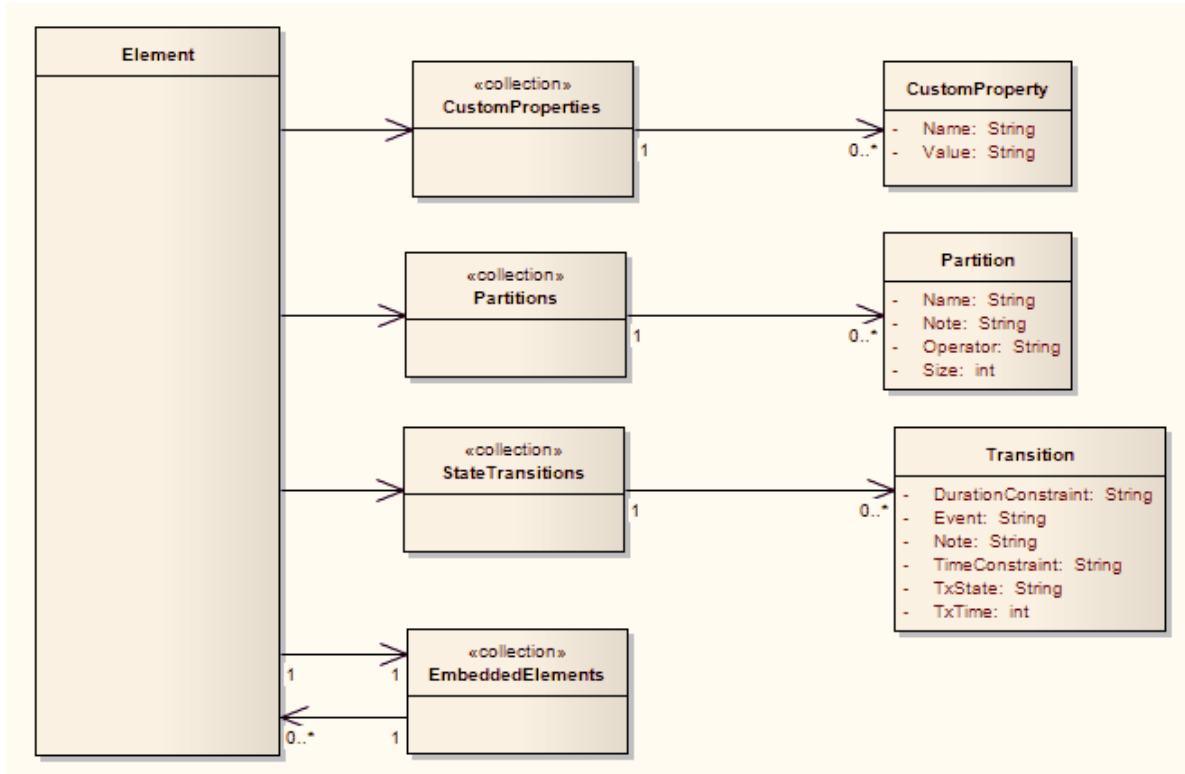 Element
«collection»
CustomProperties
1
0..*
CustomProperty
- Name: String
- Value: String
«collection»
Partitions
1
0..*
Partition
- Name: String
- Note: String
- Operator: String
- Size: int
«collection»
StateTransitions
1
0..*
Transition
- DurationConstraint: String
- Event: String
- Note: String
- TimeConstraint: String
- TxState: String
- TxTime: int
«collection»
EmbeddedElements
1
1
0..*
1